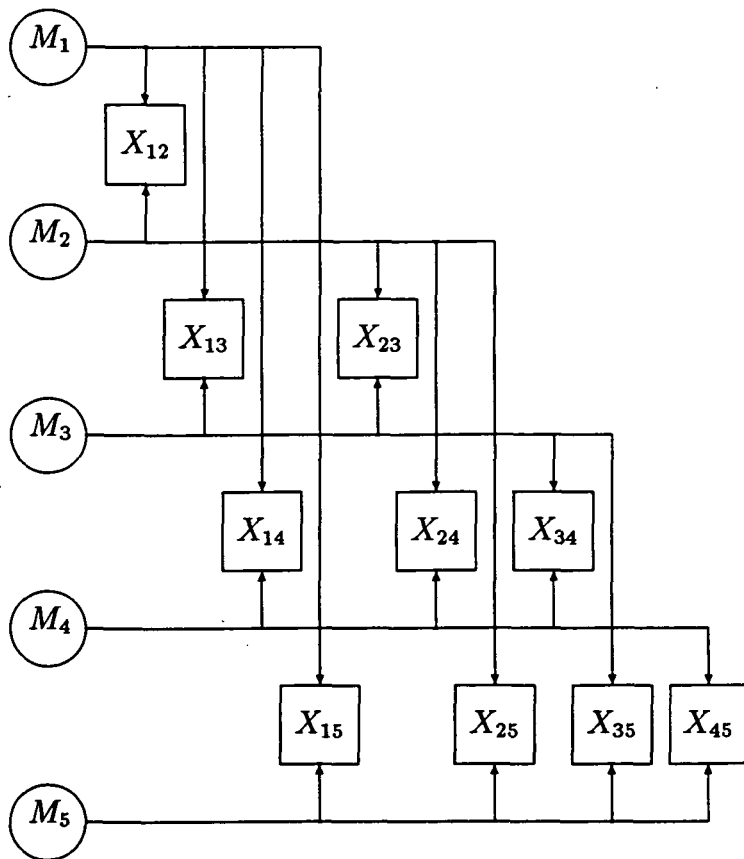 M₁
X₁₂
M₂
X₁₃ X₂₃
M₃
X₁₄ X₂₄ X₃₄
M₄
X₁₅ X₂₅ X₃₅ X₄₅
M₅